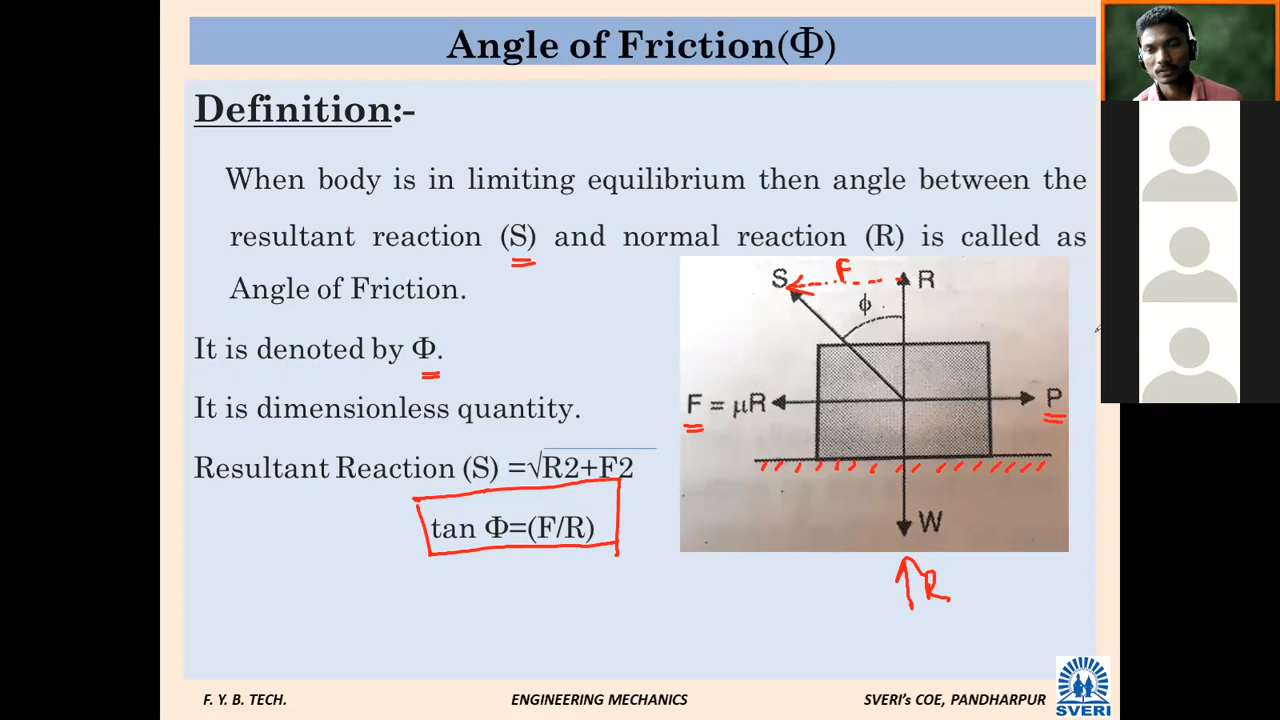 Angle of Friction(Φ)
Definition:-
When body is in limiting equilibrium then angle between the
resultant reaction (S) and normal reaction (R) is called as
Angle of Friction.
It is denoted by Φ.
It is dimensionless quantity.
Resultant Reaction (S) =√R2+F2
tan Φ=(F/R)
S
F
R
ϕ
F = μR
P
W
R
F. Y. B. TECH.
ENGINEERING MECHANICS
SVERI's COE, PANDHARPUR
SVERI